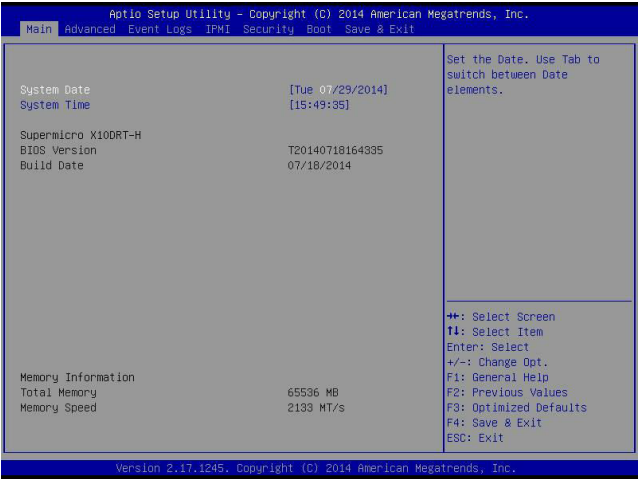 Aptio Setup Utility – Copyright (C) 2014 American Megatrends, Inc.
Main Advanced Event Logs IPMI Security Boot Save & Exit
Set the Date. Use Tab to
switch between Date
elements.
System Date [Tue 07/29/2014]
System Time [15:49:35]
Supermicro X10DRT-H
BIOS Version T20140718164335
Build Date 07/18/2014
Memory Information
Total Memory 65536 MB
Memory Speed 2133 MT/s
→←: Select Screen
↑↓: Select Item
Enter: Select
+/-: Change Opt.
F1: General Help
F2: Previous Values
F3: Optimized Defaults
F4: Save & Exit
ESC: Exit
Version 2.17.1245. Copyright (C) 2014 American Megatrends, Inc.